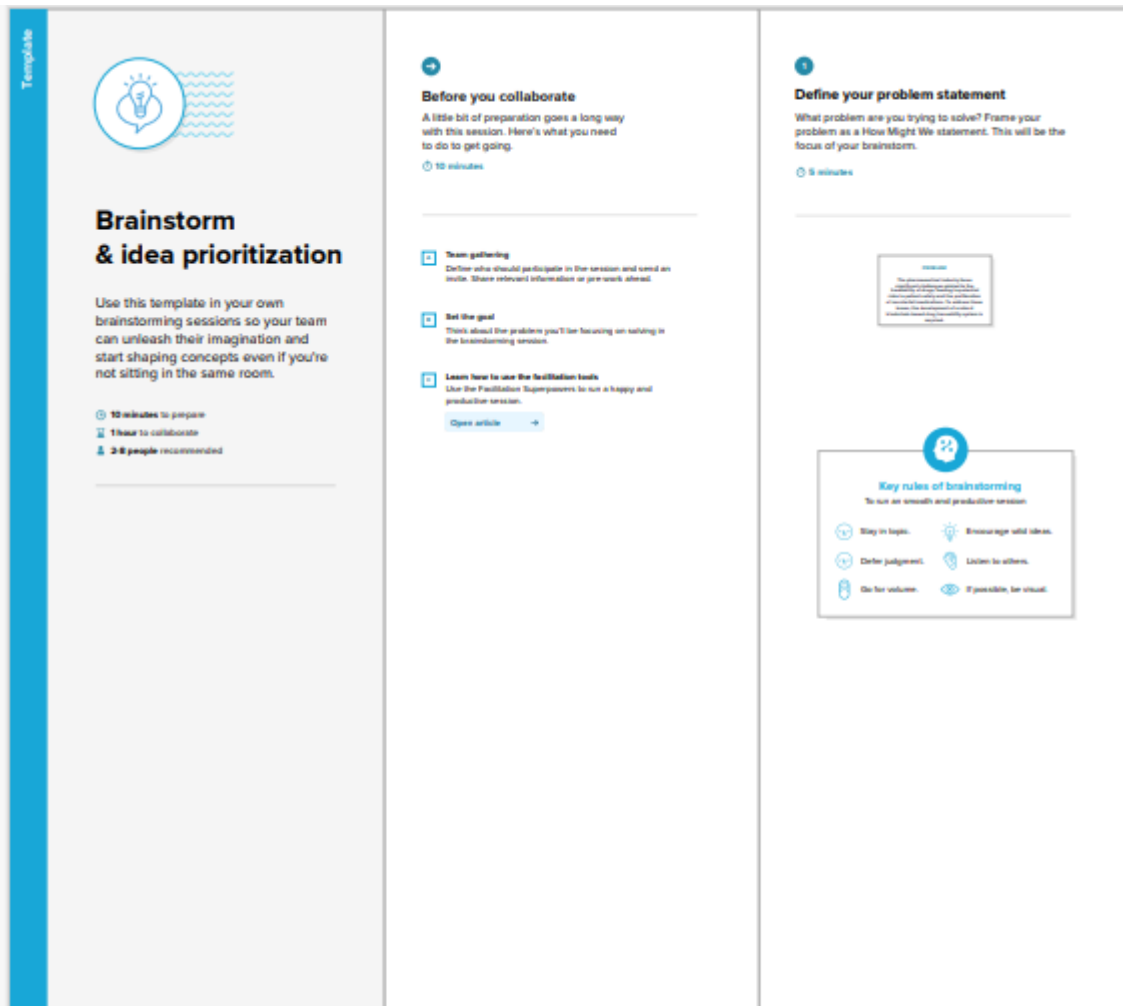 Template
Brainstorm
& idea prioritization
Use this template in your own
brainstorming sessions so your team
can unleash their imagination and
start shaping concepts even if you're
not sitting in the same room.
10 minutes to prepare
1 hour to collaborate
2-8 people recommended
Before you collaborate
A little bit of preparation goes a long way
with this session. Here's what you need
to do to get going.
10 minutes
Team gathering
Define who should participate in the session and send an
invite. Share relevant information or pre-work ahead.
Set the goal
Think about the problem you'll be focusing on solving in
the brainstorming session.
Learn how to use the facilitation tools
Use the Facilitation Superpowers to run a happy and
productive session.
Open article
1
Define your problem statement
What problem are you trying to solve? Frame your
problem as a How Might We statement. This will be the
focus of your brainstorm.
5 minutes
PROBLEM
Key rules of brainstorming
To run an smooth and productive session
Stay in topic.
Encourage wild ideas.
Defer judgment.
Listen to others.
Go for volume.
If possible, be visual.